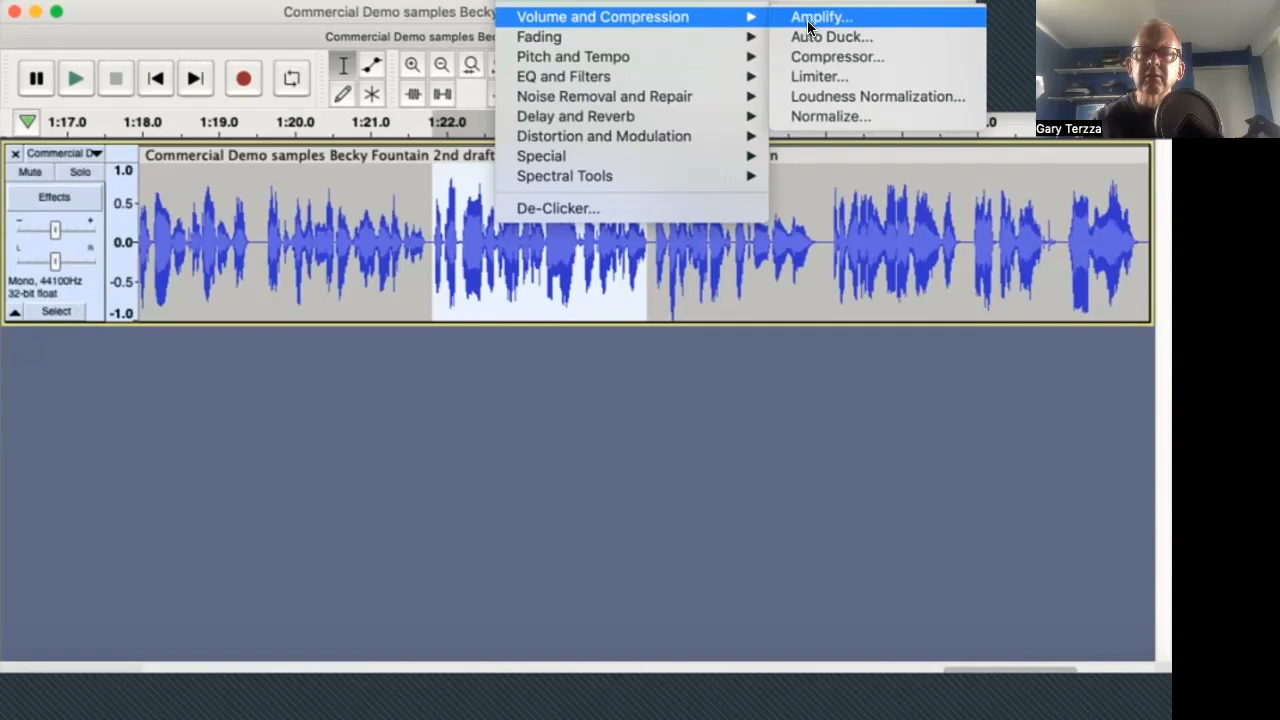 Commercial Demo samples Becky
Commercial Demo samples Bec
Volume and Compression
Fading
Pitch and Tempo
EQ and Filters
Noise Removal and Repair
Delay and Reverb
Distortion and Modulation
Special
Spectral Tools
De-Clicker...
Amplify...
Auto Duck...
Compressor...
Limiter...
Loudness Normalization...
Normalize...
Gary Terzza
1:17.0 1:18.0 1:19.0 1:20.0 1:21.0 1:22.0
Commercial D
Commercial Demo samples Becky Fountain 2nd draft
Mute Solo
Effects
- +
L R
Mono, 44100Hz
32-bit float
Select
1.0
0.5
0.0
-0.5
-1.0